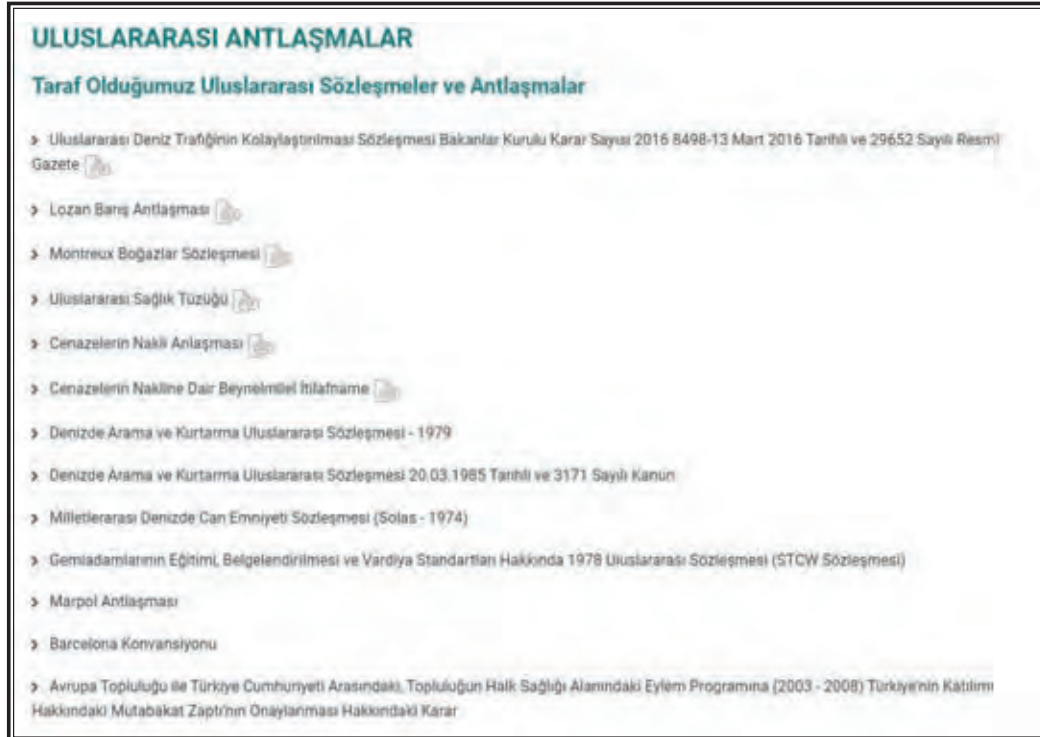 ULUSLARARASI ANTLAŞMALAR
Taraf Olduğumuz Uluslararası Sözleşmeler ve Antlaşmalar
› Uluslararası Deniz Trafiğinin Kolaylaştırılması Sözleşmesi Bakanlar Kurulu Karar Sayısı 2016 8498-13 Mart 2016 Tarihli ve 29652 Sayılı Resmi
Gazete
› Lozan Barış Antlaşması
› Montreux Boğazlar Sözleşmesi
› Uluslararası Sağlık Tüzüğü
› Cenazelerin Nakli Anlaşması
› Cenazelerin Nakline Dair Beynelmilel İtilafname
› Denizde Arama ve Kurtarma Uluslararası Sözleşmesi - 1979
› Denizde Arama ve Kurtarma Uluslararası Sözleşmesi 20.03.1985 Tarihli ve 3171 Sayılı Kanun
› Milletlerarası Denizde Can Emniyeti Sözleşmesi (Solas - 1974)
› Gemiadamlarının Eğitimi, Belgelendirilmesi ve Vardiya Standartları Hakkında 1978 Uluslararası Sözleşmesi (STCW Sözleşmesi)
› Marpol Antlaşması
› Barcelona Konvansiyonu
› Avrupa Topluluğu ile Türkiye Cumhuriyeti Arasındaki, Topluluğun Halk Sağlığı Alanındaki Eylem Programına (2003 - 2008) Türkiye'nin Katılımı
Hakkındaki Mutabakat Zaptı'nın Onaylanması Hakkındaki Karar